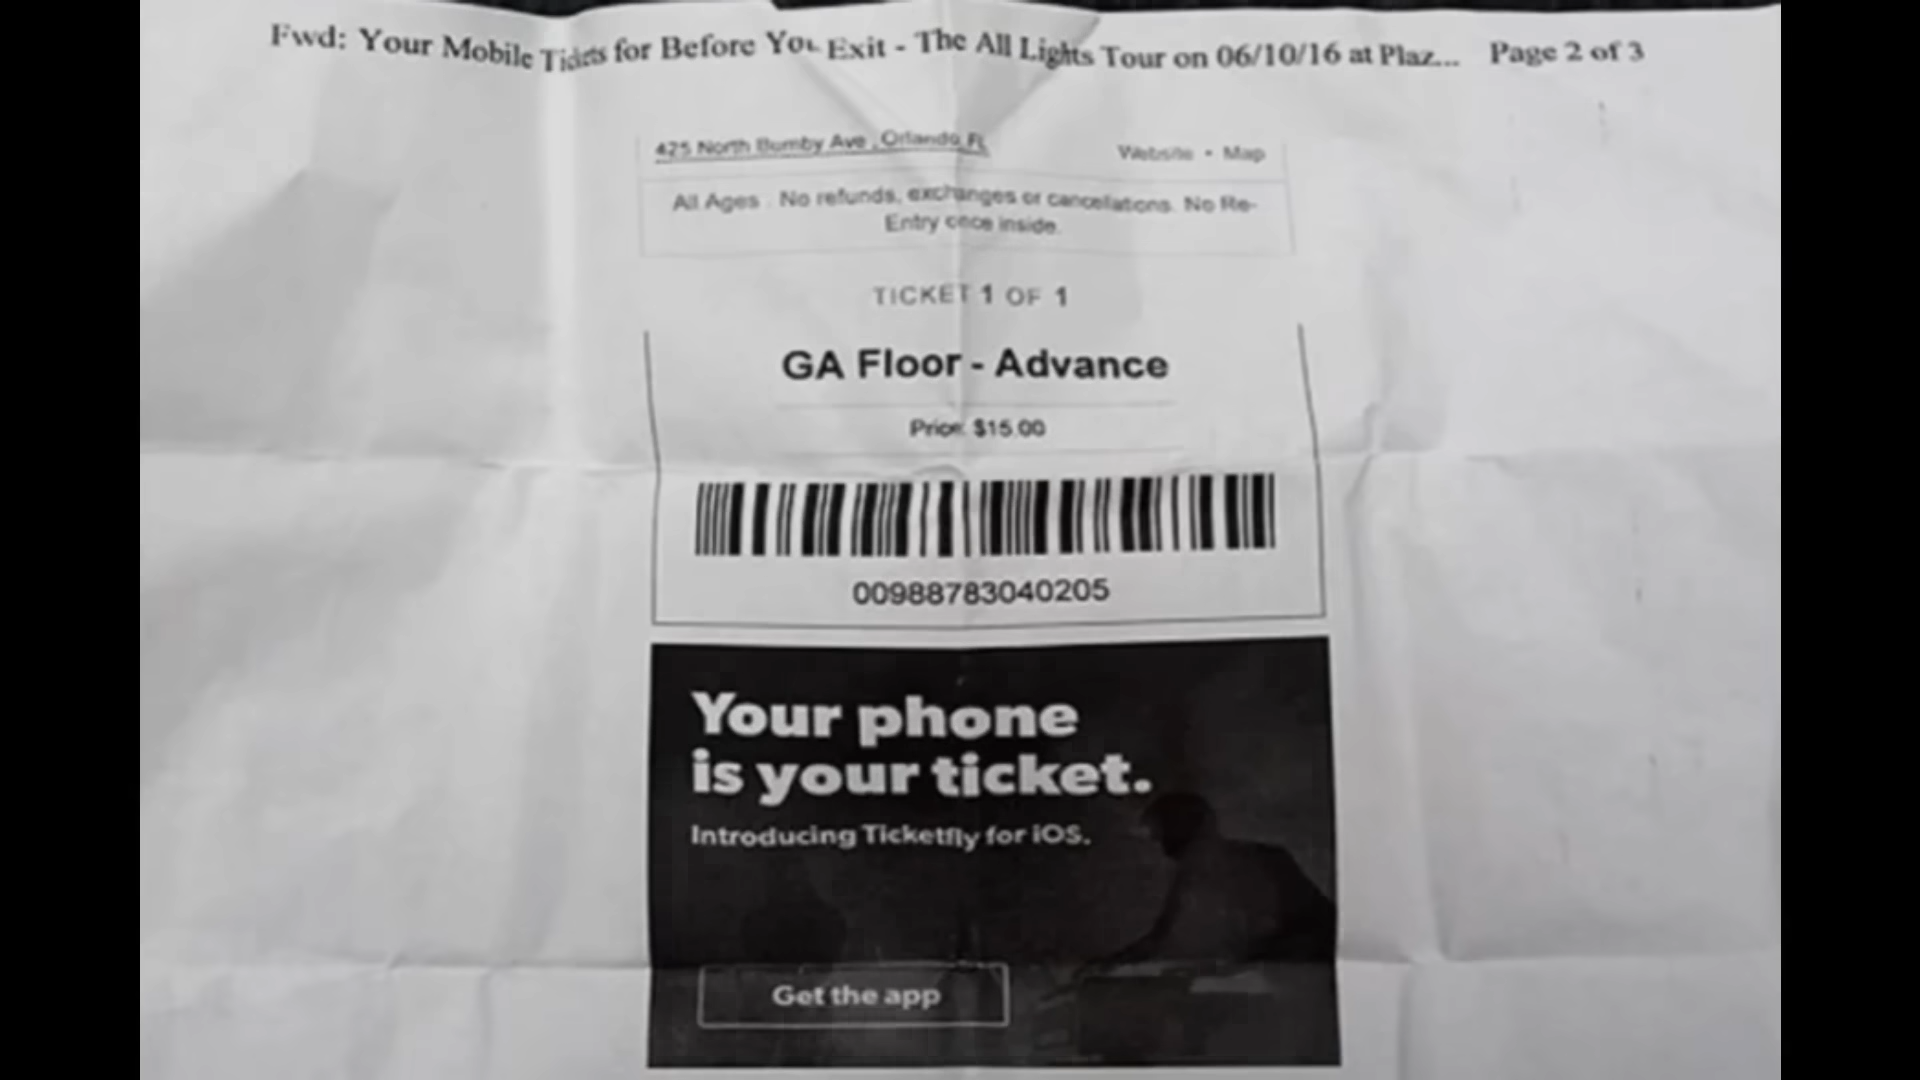 Fwd: Your Mobile Tickets for Before You Exit - The All Lights Tour on 06/10/16 at Plaz... Page 2 of 3
425 North Bumby Ave , Orlando, FL Website • Map
All Ages . No refunds, exchanges or cancelations. No Re-
Entry once inside.
TICKET 1 OF 1
GA Floor - Advance
Price: $15.00
00988783040205
Your phone
is your ticket.
Introducing Ticketfly for iOS.
Get the app